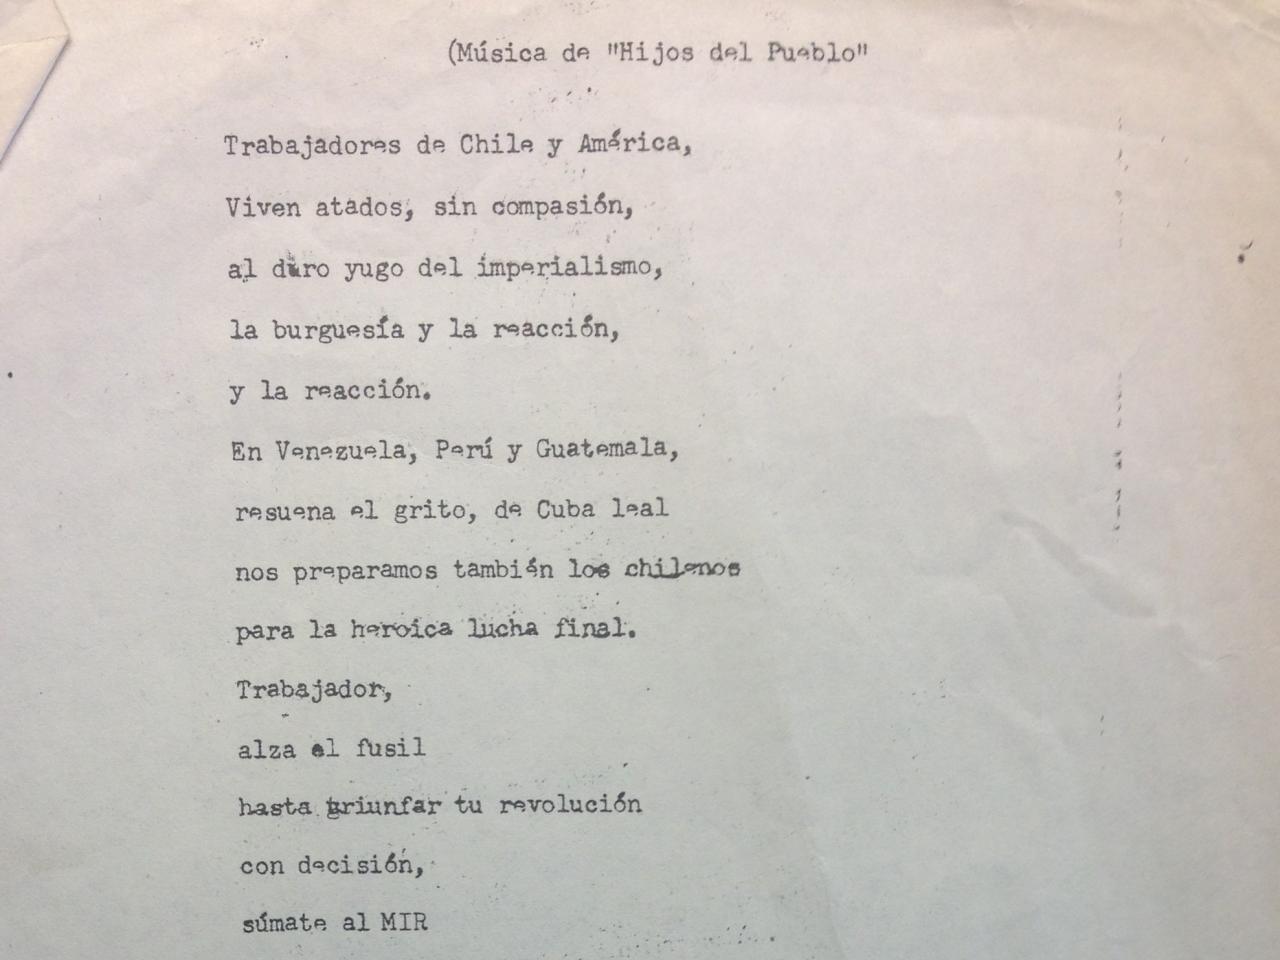 (Música de "Hijos del Pueblo"
Trabajadores de Chile y América,
Viven atados, sin compasión,
al duro yugo del imperialismo,
la burguesía y la reacción,
y la reacción.
En Venezuela, Perú y Guatemala,
resuena el grito, de Cuba leal
nos preparamos también los chilenos
para la heroica lucha final.
Trabajador,
alza el fusil
hasta triunfar tu revolución
con decisión,
súmate al MIR